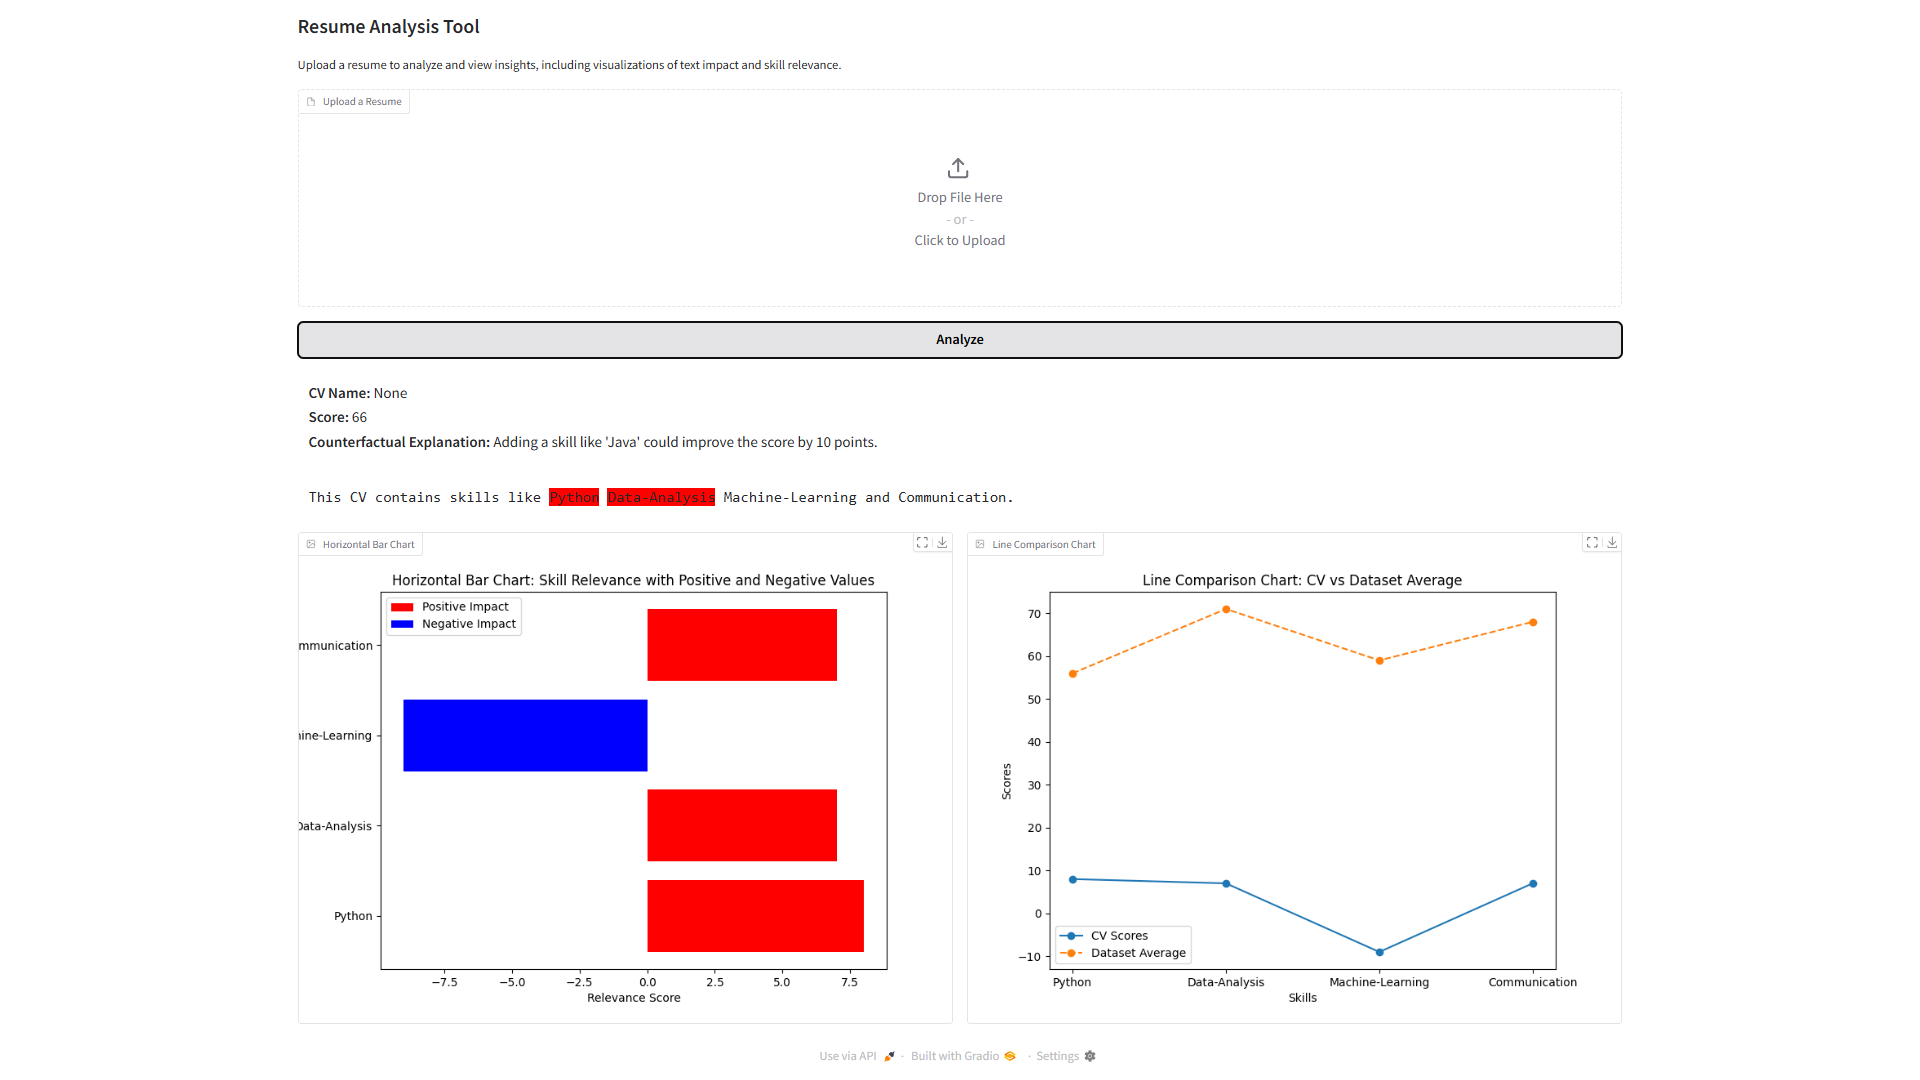 Resume Analysis Tool
Upload a resume to analyze and view insights, including visualizations of text impact and skill relevance.
Upload a Resume
Drop File Here
- or -
Click to Upload
Analyze
CV Name: None
Score: 66
Counterfactual Explanation: Adding a skill like 'Java' could improve the score by 10 points.
This CV contains skills like Python Data-Analysis Machine-Learning and Communication.
Horizontal Bar Chart
Horizontal Bar Chart: Skill Relevance with Positive and Negative Values
Positive Impact
Negative Impact
mmunication
hine-Learning
Data-Analysis
Python
−7.5 −5.0 −2.5 0.0 2.5 5.0 7.5
Relevance Score
Line Comparison Chart
Line Comparison Chart: CV vs Dataset Average
70
60
50
40
30
20
10
0
−10
Scores
CV Scores
Dataset Average
Python Data-Analysis Machine-Learning Communication
Skills
Use via API · Built with Gradio · Settings